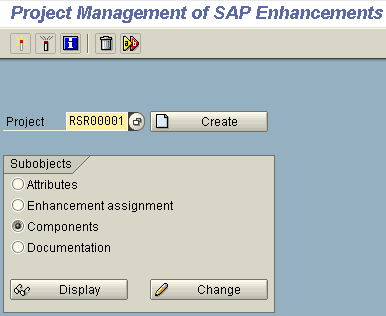 Project Management of SAP Enhancements
Project RSR00001 Create
Subobjects
Attributes
Enhancement assignment
Components
Documentation
Display Change